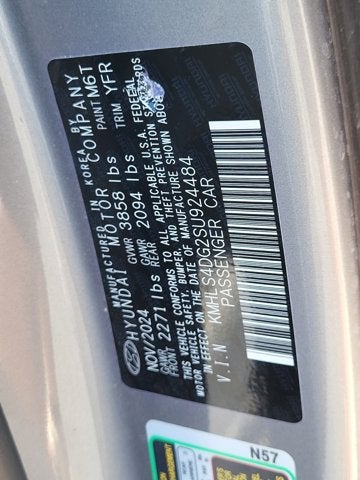 MANUFACTURED IN KOREA BY
HYUNDAI MOTOR COMPANY
NOV/2024 GVWR 3858 lbs PAINT M6T
GAWR FRONT 2271 lbs GAWR REAR 2094 lbs TRIM YFR
THIS VEHICLE CONFORMS TO ALL APPLICABLE U.S.A. FEDERAL
MOTOR VEHICLE SAFETY, BUMPER, AND THEFT PREVENTION STANDARDS
IN EFFECT ON THE DATE OF MANUFACTURE SHOWN ABOVE
V.I.N KMHLS4DG2SU924484
PASSENGER CAR
N57